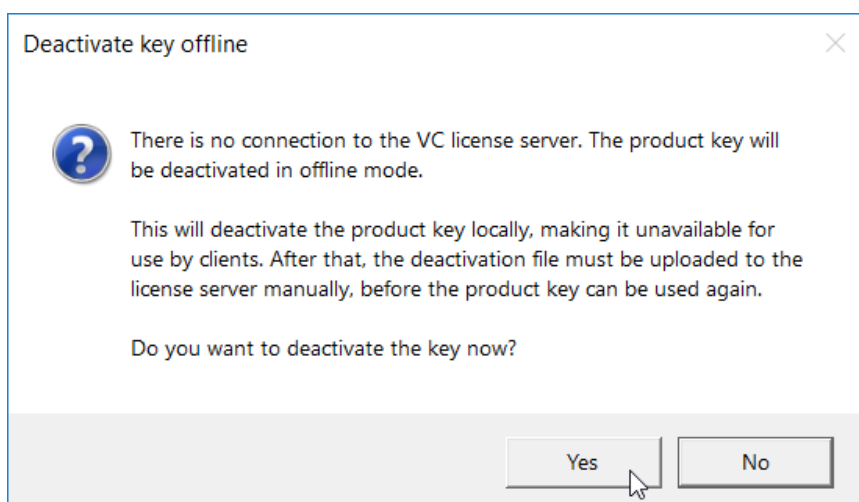 Deactivate key offline
There is no connection to the VC license server. The product key will
be deactivated in offline mode.
This will deactivate the product key locally, making it unavailable for
use by clients. After that, the deactivation file must be uploaded to the
license server manually, before the product key can be used again.
Do you want to deactivate the key now?
Yes
No